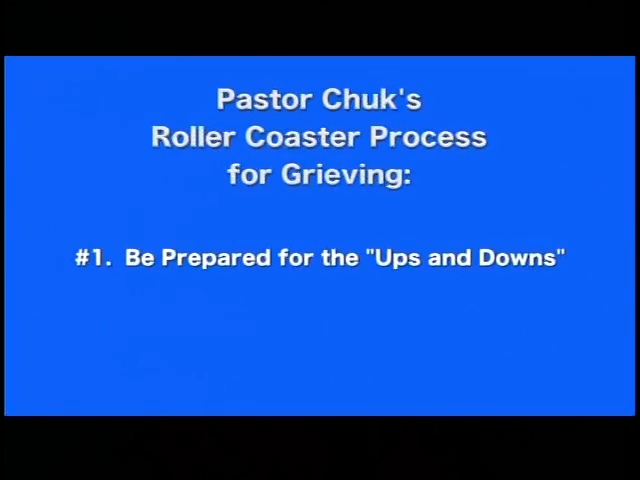 Pastor Chuk's
Roller Coaster Process
for Grieving:
#1. Be Prepared for the "Ups and Downs"